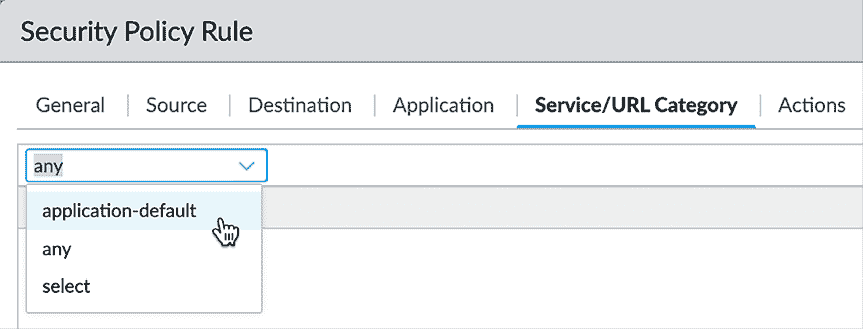 Security Policy Rule
General Source Destination Application Service/URL Category Actions
any
application-default
any
select